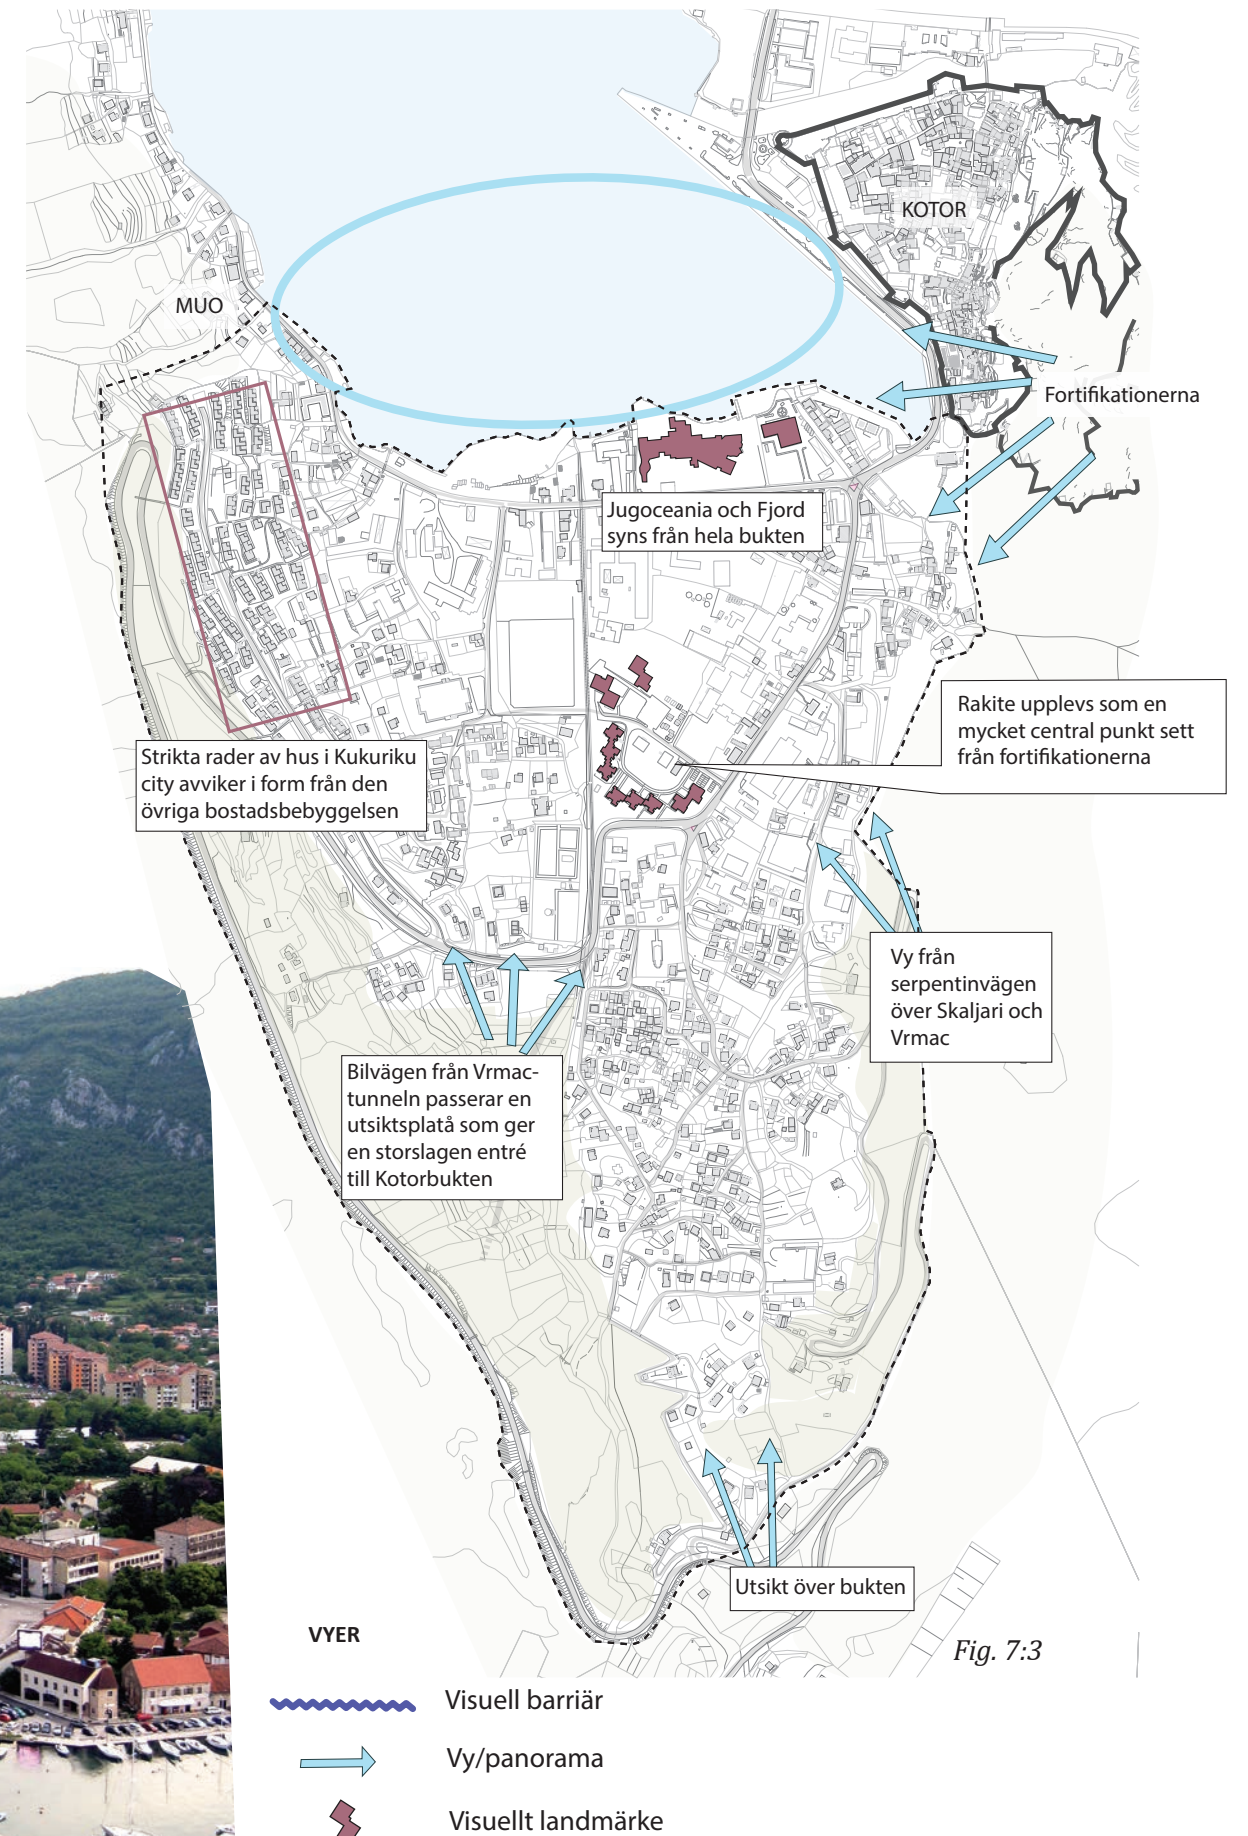 KOTOR
MUO
Fortifikationerna
Jugoceania och Fjord
syns från hela bukten
Rakite upplevs som en
mycket central punkt sett
från fortifikationerna
Strikta rader av hus i Kukuriku
city avviker i form från den
övriga bostadsbebyggelsen
Vy från
serpentinvägen
över Skaljari och
Vrmac
Bilvägen från Vrmac-
tunneln passerar en
utsiktsplatå som ger
en storslagen entré
till Kotorbukten
Utsikt över bukten
Fig. 7:3
VYER
Visuell barriär
Vy/panorama
Visuellt landmärke